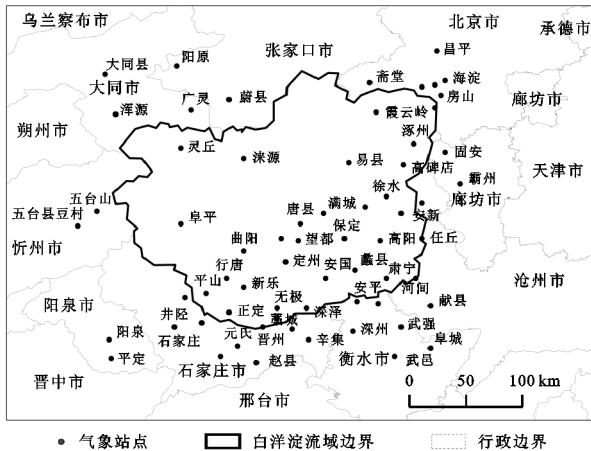 乌兰察布市
北京市
承德市
昌平
阳原
张家口市
大同县
大同市
斋堂
海淀
房山
廊坊市
浑源
广灵
蔚县
霞云岭
朔州市
涿州
灵丘
涞源
易县
固安
天津市
高碑店
霸州
徐水
廊坊市
五台山
五台县豆村
满城
唐县
安新
阜平
保定
忻州市
曲阳
望都
高阳
任丘
定州
安国
蠡县
肃宁
行唐
沧州市
平山
新乐
安平
河间
无极
深泽
献县
阳泉市
井陉
正定
藁城
阳泉
石家庄
元氏
晋州
辛集
深州
武强
阜城
平定
石家庄市
赵县
衡水市
武邑
晋中市
邢台市
0 50 100 km
气象站点 白洋淀流域边界 行政边界